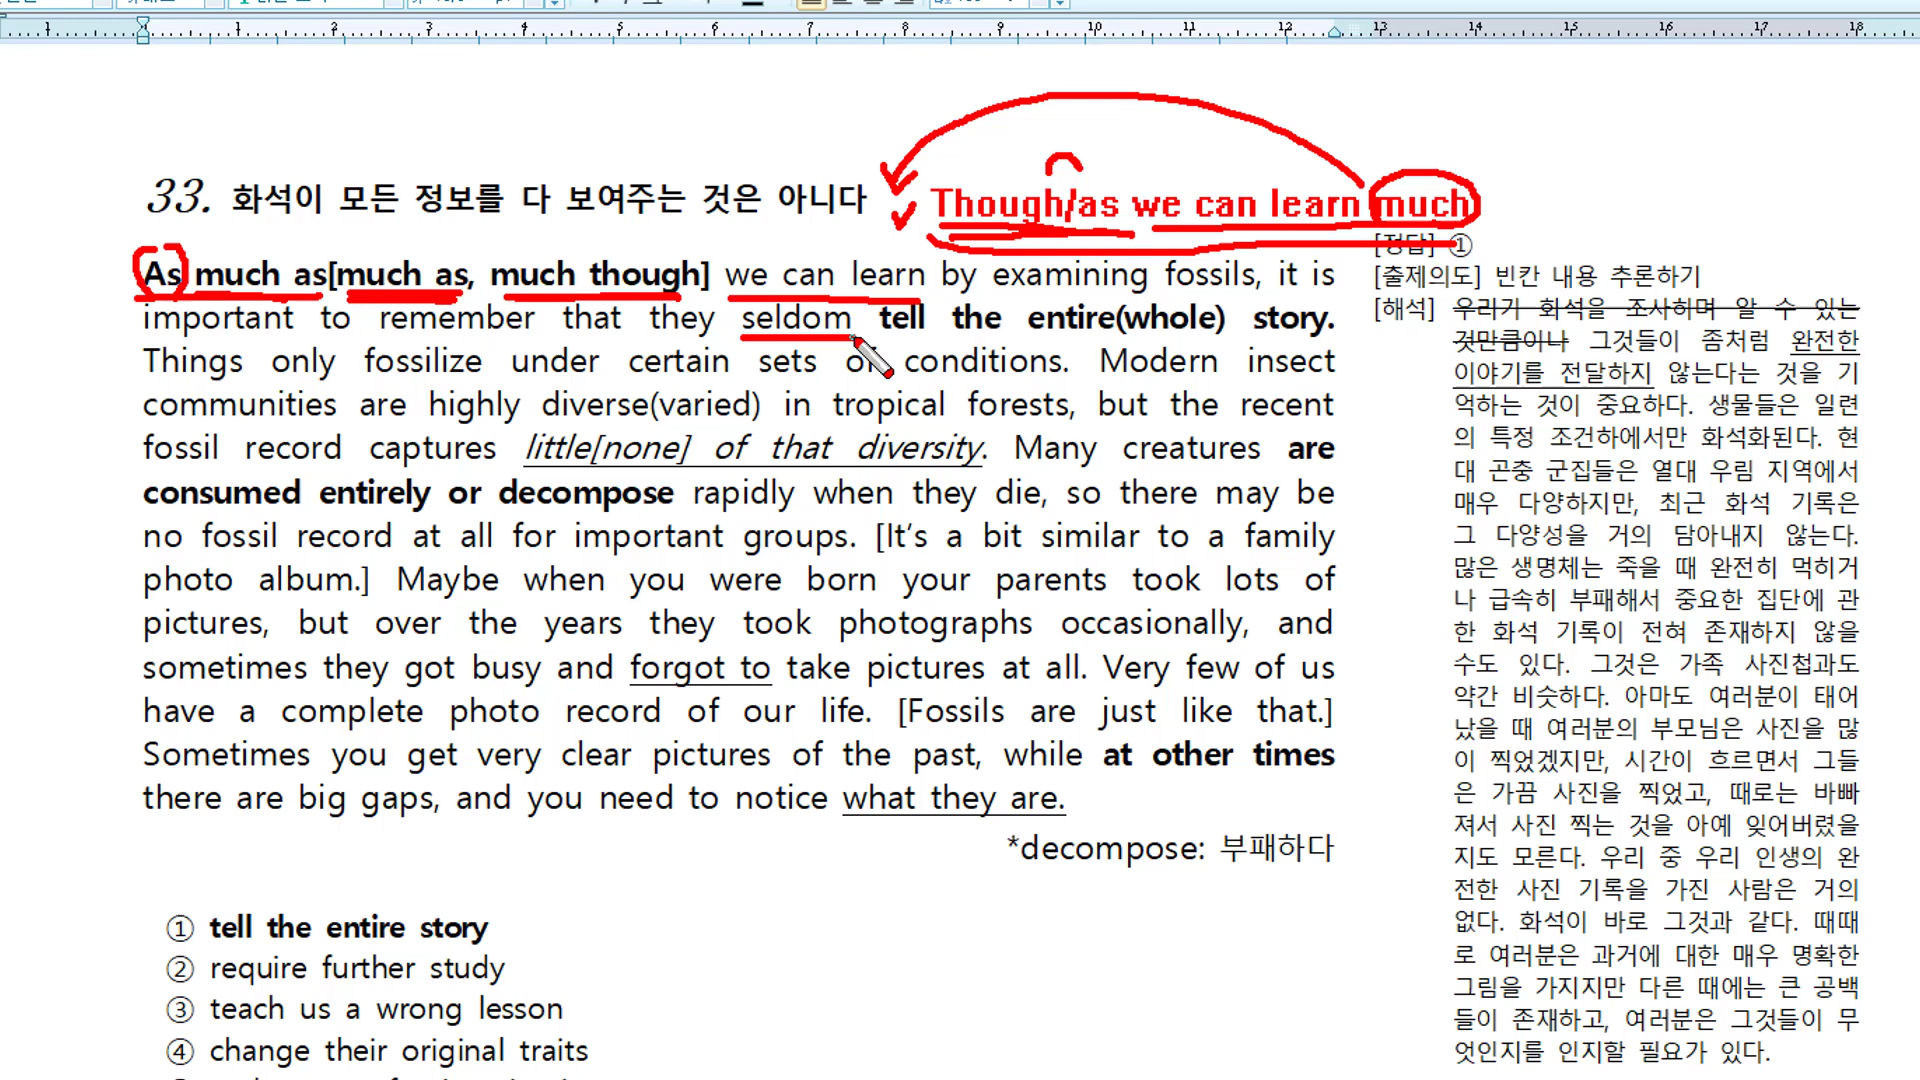 1 1 2 3 4 5 6 7 8 9 10 11 12 13 14 15 16 17 18
33. 화석이 모든 정보를 다 보여주는 것은 아니다
Though/as we can learn much
As much as[much as, much though] we can learn by examining fossils, it is
important to remember that they seldom tell the entire(whole) story.
Things only fossilize under certain sets of conditions. Modern insect
communities are highly diverse(varied) in tropical forests, but the recent
fossil record captures little[none] of that diversity. Many creatures are
consumed entirely or decompose rapidly when they die, so there may be
no fossil record at all for important groups. [It’s a bit similar to a family
photo album.] Maybe when you were born your parents took lots of
pictures, but over the years they took photographs occasionally, and
sometimes they got busy and forgot to take pictures at all. Very few of us
have a complete photo record of our life. [Fossils are just like that.]
Sometimes you get very clear pictures of the past, while at other times
there are big gaps, and you need to notice what they are.
*decompose: 부패하다
① tell the entire story
② require further study
③ teach us a wrong lesson
④ change their original traits
[정답] ①
[출제의도] 빈칸 내용 추론하기
[해석] 우리가 화석을 조사하며 알 수 있는
것만큼이나 그것들이 좀처럼 완전한
이야기를 전달하지 않는다는 것을 기
억하는 것이 중요하다. 생물들은 일련
의 특정 조건하에서만 화석화된다. 현
대 곤충 군집들은 열대 우림 지역에서
매우 다양하지만, 최근 화석 기록은
그 다양성을 거의 담아내지 않는다.
많은 생명체는 죽을 때 완전히 먹히거
나 급속히 부패해서 중요한 집단에 관
한 화석 기록이 전혀 존재하지 않을
수도 있다. 그것은 가족 사진첩과도
약간 비슷하다. 아마도 여러분이 태어
났을 때 여러분의 부모님은 사진을 많
이 찍었겠지만, 시간이 흐르면서 그들
은 가끔 사진을 찍었고, 때로는 바빠
져서 사진 찍는 것을 아예 잊어버렸을
지도 모른다. 우리 중 우리 인생의 완
전한 사진 기록을 가진 사람은 거의
없다. 화석이 바로 그것과 같다. 때때
로 여러분은 과거에 대한 매우 명확한
그림을 가지지만 다른 때에는 큰 공백
들이 존재하고, 여러분은 그것들이 무
엇인지를 인지할 필요가 있다.